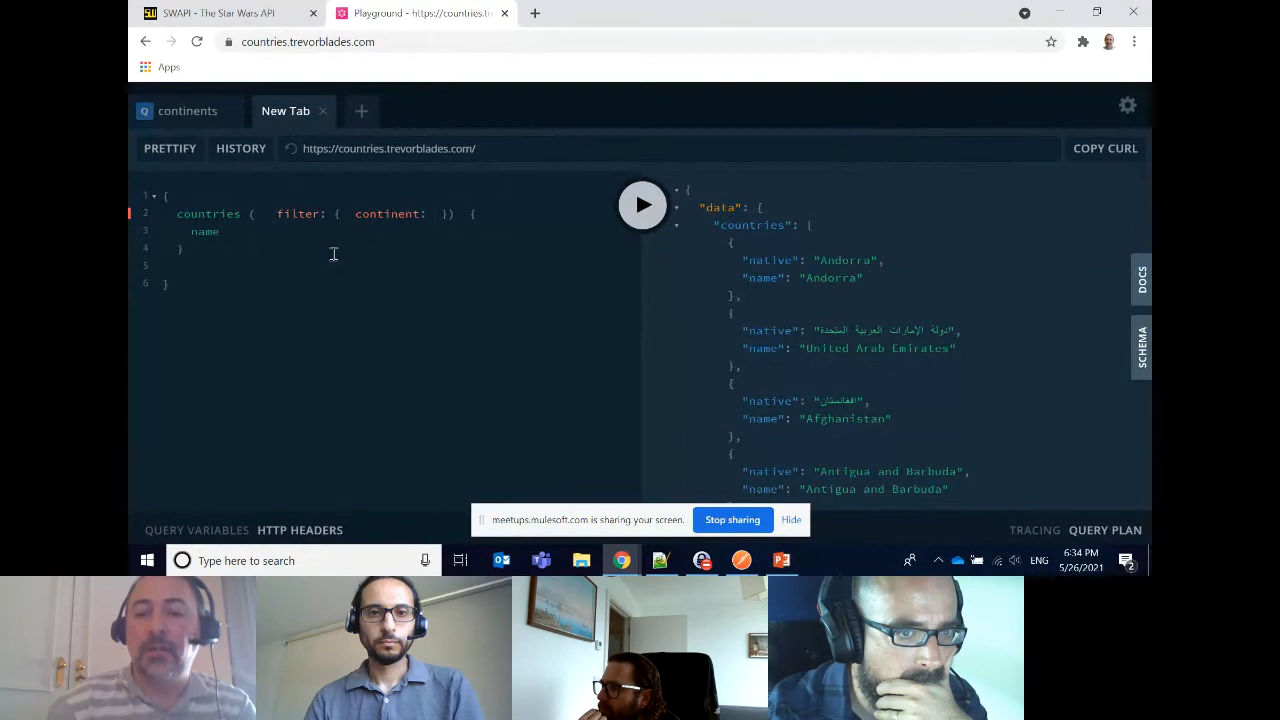 SWAPI - The Star Wars API
Playground - https://countries.tr
countries.trevorblades.com
Apps
Q continents
New Tab
PRETTIFY
HISTORY
https://countries.trevorblades.com/
COPY CURL
1 {
2 countries ( filter: { continent: }) {
3 name
4 }
5
6 }
{
"data": {
"countries": [
{
"native": "Andorra",
"name": "Andorra"
},
{
"native": "دولة الإمارات العربية المتحدة",
"name": "United Arab Emirates"
},
{
"native": "افغانستان",
"name": "Afghanistan"
},
{
"native": "Antigua and Barbuda",
"name": "Antigua and Barbuda"
DOCS
SCHEMA
meetups.mulesoft.com is sharing your screen.
Stop sharing
Hide
QUERY VARIABLES
HTTP HEADERS
TRACING
QUERY PLAN
Type here to search
ENG
6:34 PM
5/26/2021
2